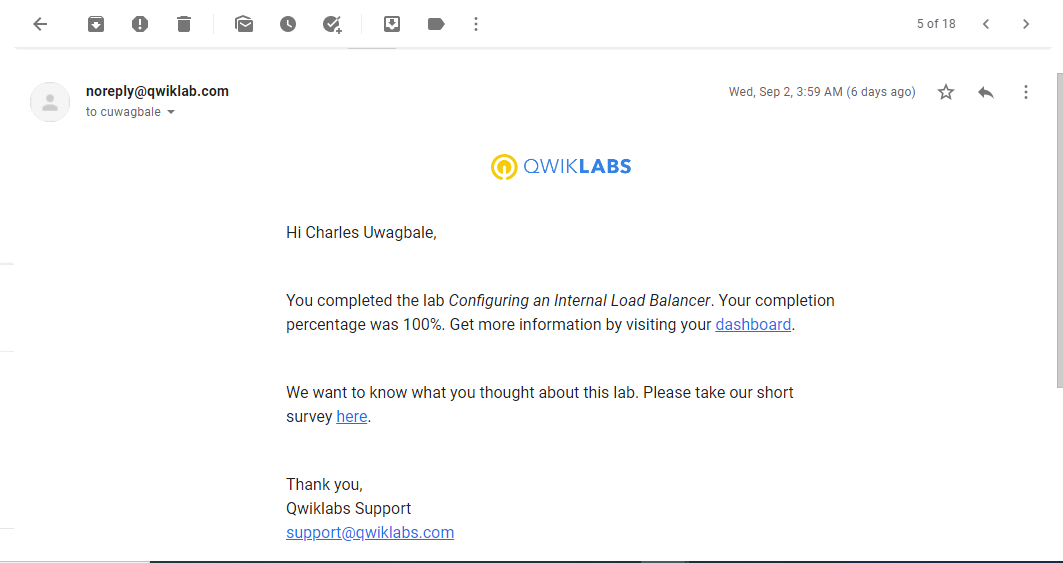 5 of 18
noreply@qwiklab.com
Wed, Sep 2, 3:59 AM (6 days ago)
to cuwagbale
QWIKLABS
Hi Charles Uwagbale,
You completed the lab Configuring an Internal Load Balancer. Your completion
percentage was 100%. Get more information by visiting your dashboard.
We want to know what you thought about this lab. Please take our short
survey here.
Thank you,
Qwiklabs Support
support@qwiklabs.com